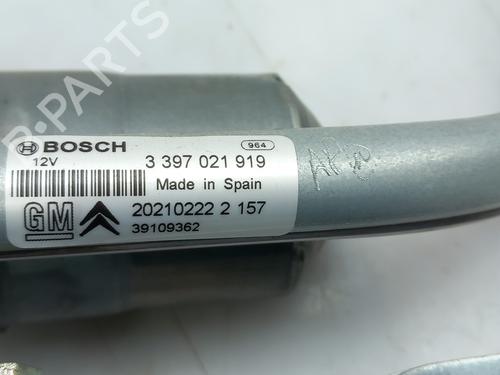 B-PARTS
BOSCH 3 397 021 919 964
12V
Made in Spain
GM 20210222 2 157
39109362